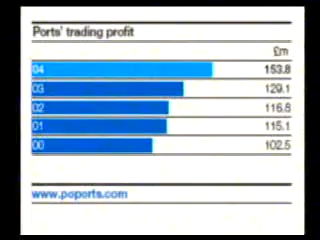 Ports' trading profit
£m
04 153.8
03 129.1
02 116.8
01 115.1
00 102.5
www.poports.com